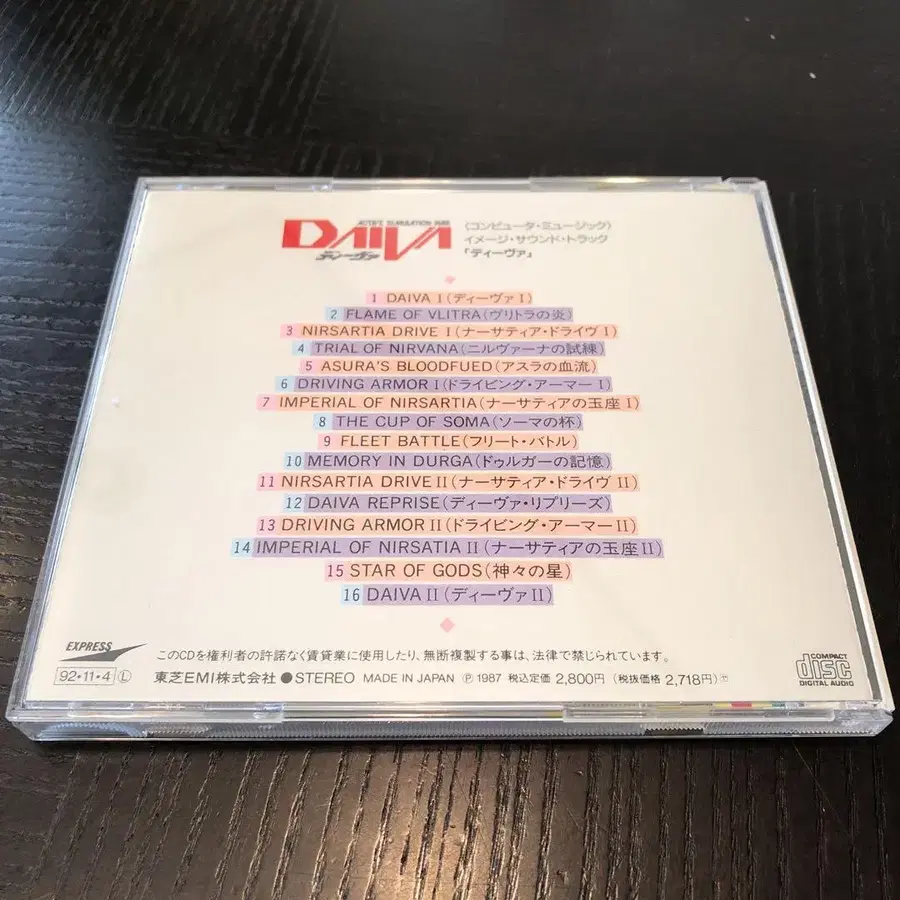 ACTIVE SIMULATION WAR
DAIVA
ディーヴァ
〈コンピュータ・ミュージック〉
イメージ・サウンド・トラック
「ディーヴァ」
1 DAIVA I(ディーヴァ I)
2 FLAME OF VLITRA(ヴリトラの炎)
3 NIRSARTIA DRIVE I(ナーサティア・ドライヴ I)
4 TRIAL OF NIRVANA(ニルヴァーナの試練)
5 ASURA'S BLOODFUED(アスラの血流)
6 DRIVING ARMOR I(ドライビング・アーマー I)
7 IMPERIAL OF NIRSARTIA(ナーサティアの玉座 I)
8 THE CUP OF SOMA(ソーマの杯)
9 FLEET BATTLE(フリート・バトル)
10 MEMORY IN DURGA(ドゥルガーの記憶)
11 NIRSARTIA DRIVE II(ナーサティア・ドライヴ II)
12 DAIVA REPRISE(ディーヴァ・リプリーズ)
13 DRIVING ARMOR II(ドライビング・アーマー II)
14 IMPERIAL OF NIRSATIA II(ナーサティアの玉座 II)
15 STAR OF GODS(神々の星)
16 DAIVA II(ディーヴァ II)
EXPRESS
このCDを権利者の許諾なく賃貸業に使用したり、無断複製する事は、法律で禁じられています。
92・11・4 Ⓛ
東芝EMI株式会社 ●STEREO MADE IN JAPAN Ⓟ 1987 税込定価 2,800円 (税抜価格 2,718円)
COMPACT
disc
DIGITAL AUDIO